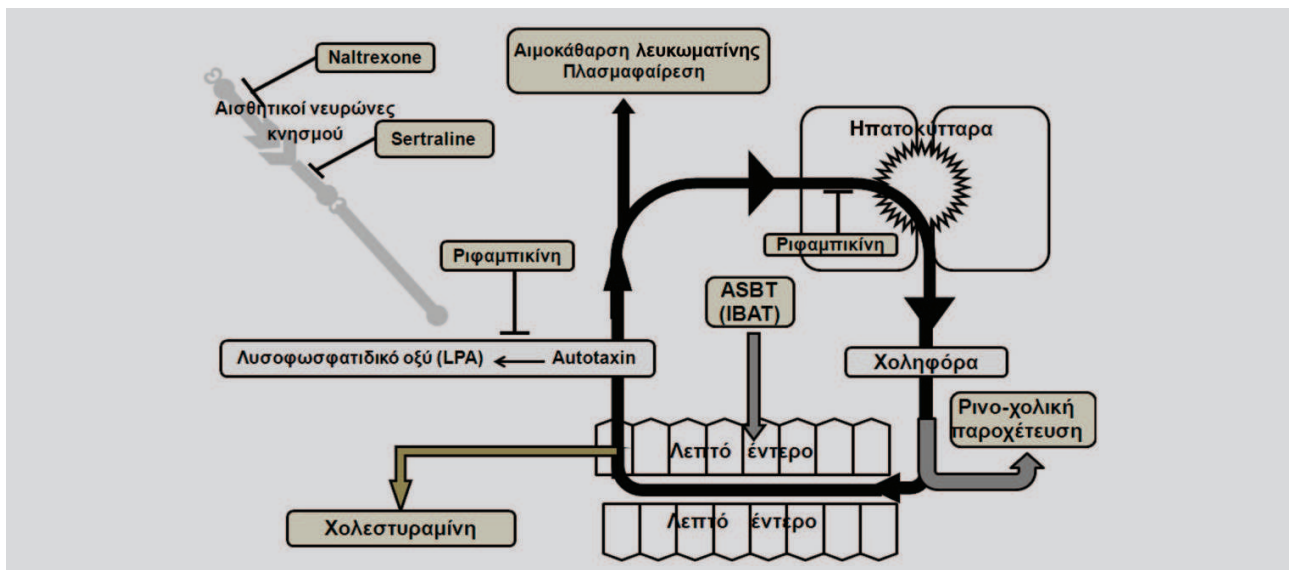 Naltrexone
Αισθητικοί νευρώνες
κνησμού
Sertraline
Αιμοκάθαρση λευκωματίνης
Πλασμαφαίρεση
Ηπατοκύτταρα
Ριφαμπικίνη
Ριφαμπικίνη
ASBT
(IBAT)
Λυσοφωσφατιδικό οξύ (LPA)
Autotaxin
Χοληφόρα
Ρινο-χολική
παροχέτευση
Λεπτό έντερο
Χολεστυραμίνη
Λεπτό έντερο